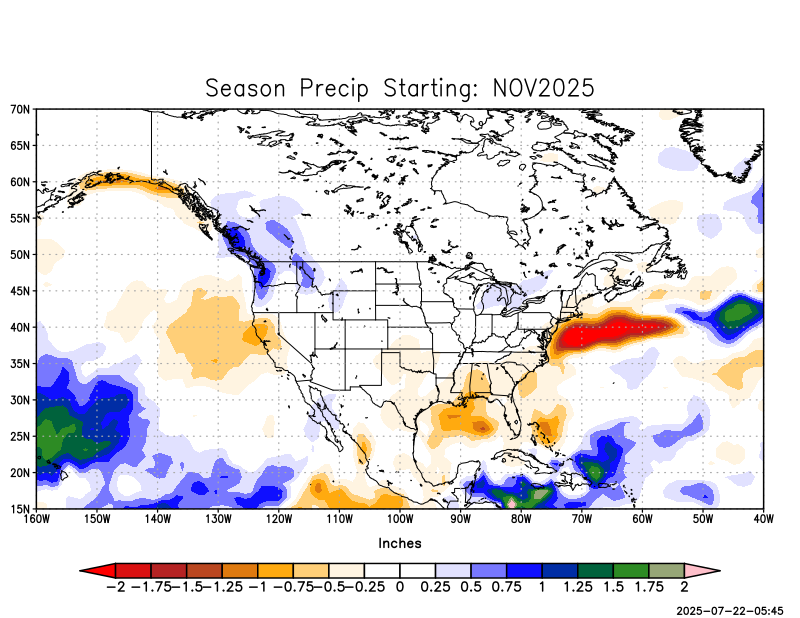 Season Precip Starting: NOV2025
70N
65N
60N
55N
50N
45N
40N
35N
30N
25N
20N
15N
160W 150W 140W 130W 120W 110W 100W 90W 80W 70W 60W 50W 40W
Inches
-2 -1.75 -1.5 -1.25 -1 -0.75 -0.5 -0.25 0 0.25 0.5 0.75 1 1.25 1.5 1.75 2
2025-07-22-05:45